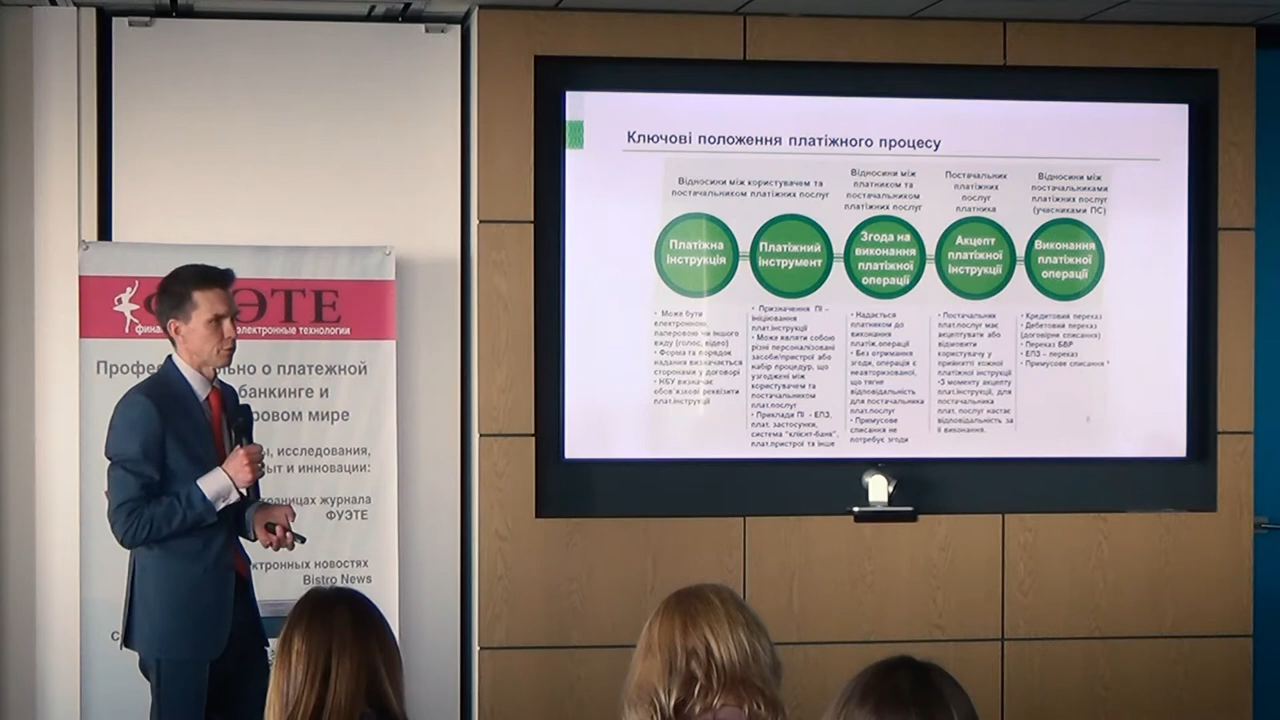 ФУЭТЕ
электронные технологии
о платежной
банкинге и
мире
исследования,
и инновации:
журнала
ФУЭТЕ
новостях
Bistro News
Ключові положення платіжного процесу
Відносини між користувачем та
постачальником платіжних послуг
Відносини між
платником та
постачальником
платіжних послуг
Постачальник
платіжних
послуг
платника
Відносини між
постачальниками
платіжних послуг
(учасниками ПС)
Платіжна
інструкція
Платіжний
інструмент
Згода на
виконання
платіжної
операції
Акцепт
платіжної
інструкції
Виконання
платіжної
операції
• Може бути
електронною,
паперовою чи іншого
виду (голос, відео)
• Форма та порядок
надання визначається
сторонами у договорі
• НБУ визначає
обов'язкові реквізити
плат.інструкції
• Призначення ПІ –
ініціювання
плат.інструкції
• Може являти собою
різні персоналізовані
засоби/пристрої або
набір процедур, що
узгоджені між
користувачем та
постачальником
плат.послуг
• Приклади ПІ - ЕПЗ,
плат. застосунки,
система "клієнт-банк",
плат.пристрої та інше
• Надається
платником до
виконання
платіж.операції
• Без отримання
згоди, операція є
неавторизованої,
що тягне
відповідальність
для постачальника
плат.послуг
• Примусове
списання не
потребує згоди
• Постачальник
плат.послуг має
акцептувати або
відмовити
користувачу у
прийнятті кожної
платіжної інструкції
• З моменту акцепту
плат.інструкції, для
постачальника
плат. послуг настає
відповідальність за
її виконання.
• Кредитовий переказ
• Дебетовий переказ
(договірне списання)
• Переказ БВР
• ЕПЗ – переказ
• Примусове списання